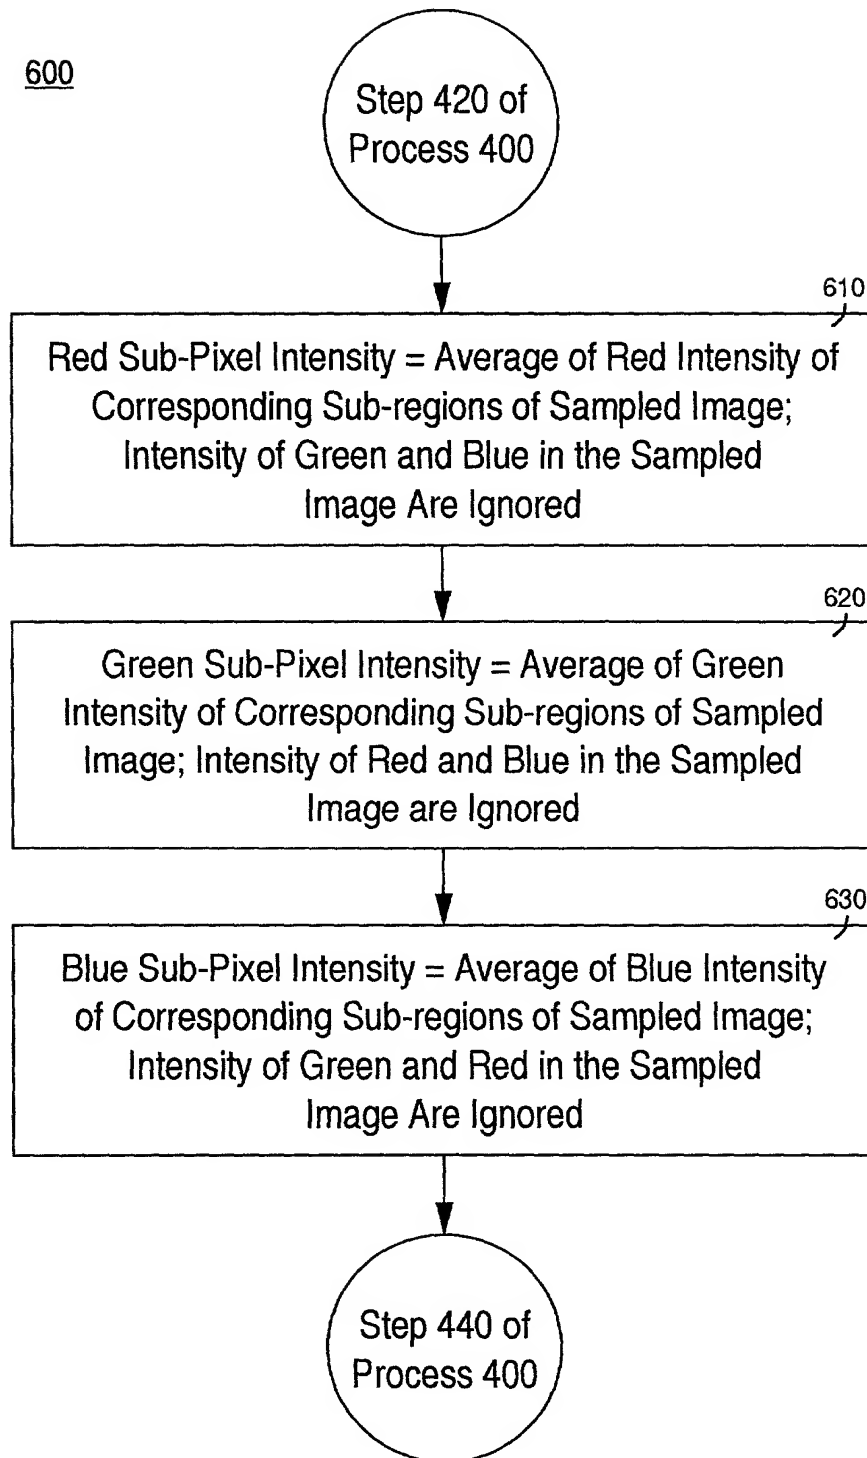 600
Step 420 of
Process 400
610
Red Sub-Pixel Intensity = Average of Red Intensity of
Corresponding Sub-regions of Sampled Image;
Intensity of Green and Blue in the Sampled
Image Are Ignored
620
Green Sub-Pixel Intensity = Average of Green
Intensity of Corresponding Sub-regions of Sampled
Image; Intensity of Red and Blue in the Sampled
Image are Ignored
630
Blue Sub-Pixel Intensity = Average of Blue Intensity
of Corresponding Sub-regions of Sampled Image;
Intensity of Green and Red in the Sampled
Image Are Ignored
Step 440 of
Process 400